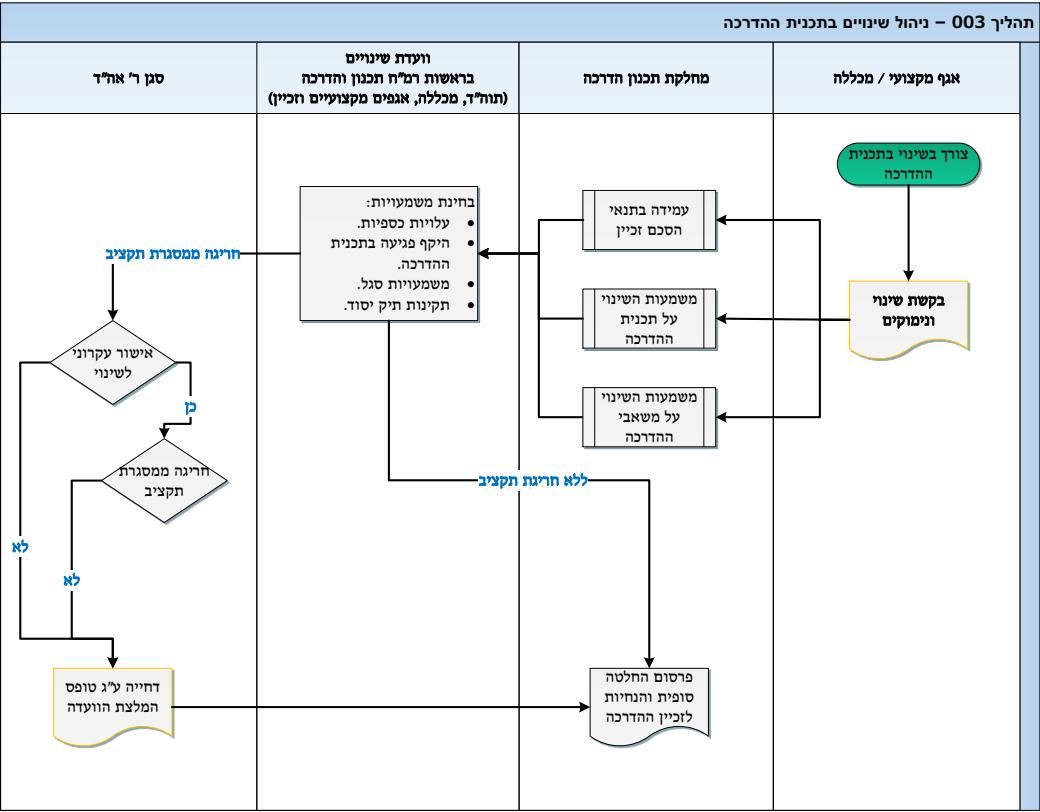 תהליך 003 – ניהול שינויים בתכנית ההדרכה
אגף מקצועי / מכללה
מחלקת תכנון הדרכה
וועדת שינויים
בראשות רמ"ח תכנון והדרכה
(תוה"ד, מכללה, אגפים מקצועיים וזכיין)
סגן ר' אה"ד
צורך בשינוי בתכנית
ההדרכה
בקשת שינוי
ונימוקים
עמידה בתנאי
הסכם זכיין
משמעות השינוי
על תכנית
ההדרכה
משמעות השינוי
על משאבי
ההדרכה
בחינת משמעויות:
• עלויות כספיות.
• היקף פגיעה בתכנית
ההדרכה.
• משמעויות סגל.
• תקינות תיק יסוד.
חריגה ממסגרת תקציב
אישור עקרוני
לשינוי
כן
חריגה ממסגרת
תקציב
לא
לא
ללא חריגת תקציב
דחייה ע"ג טופס
המלצת הוועדה
פרסום החלטה
סופית והנחיות
לזכיין ההדרכה